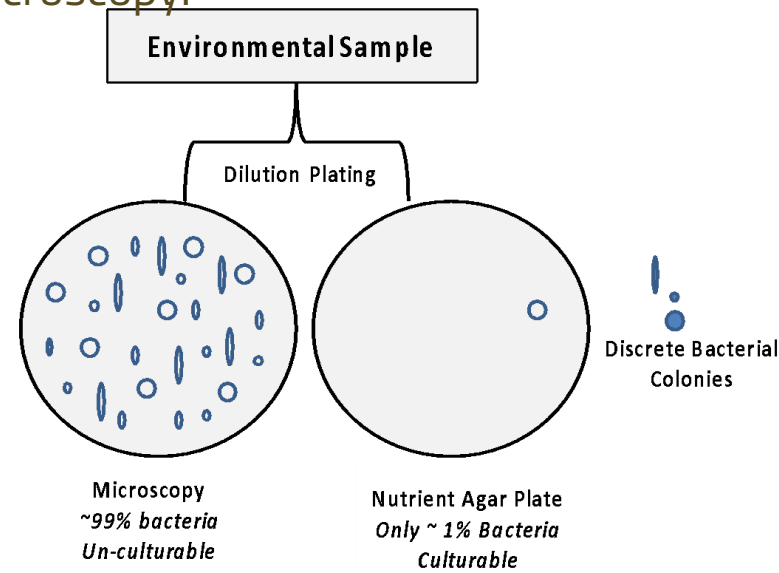 Environmental Sample
Dilution Plating
Discrete Bacterial
Colonies
Microscopy
~99% bacteria
Un-culturable
Nutrient Agar Plate
Only ~ 1% Bacteria
Culturable